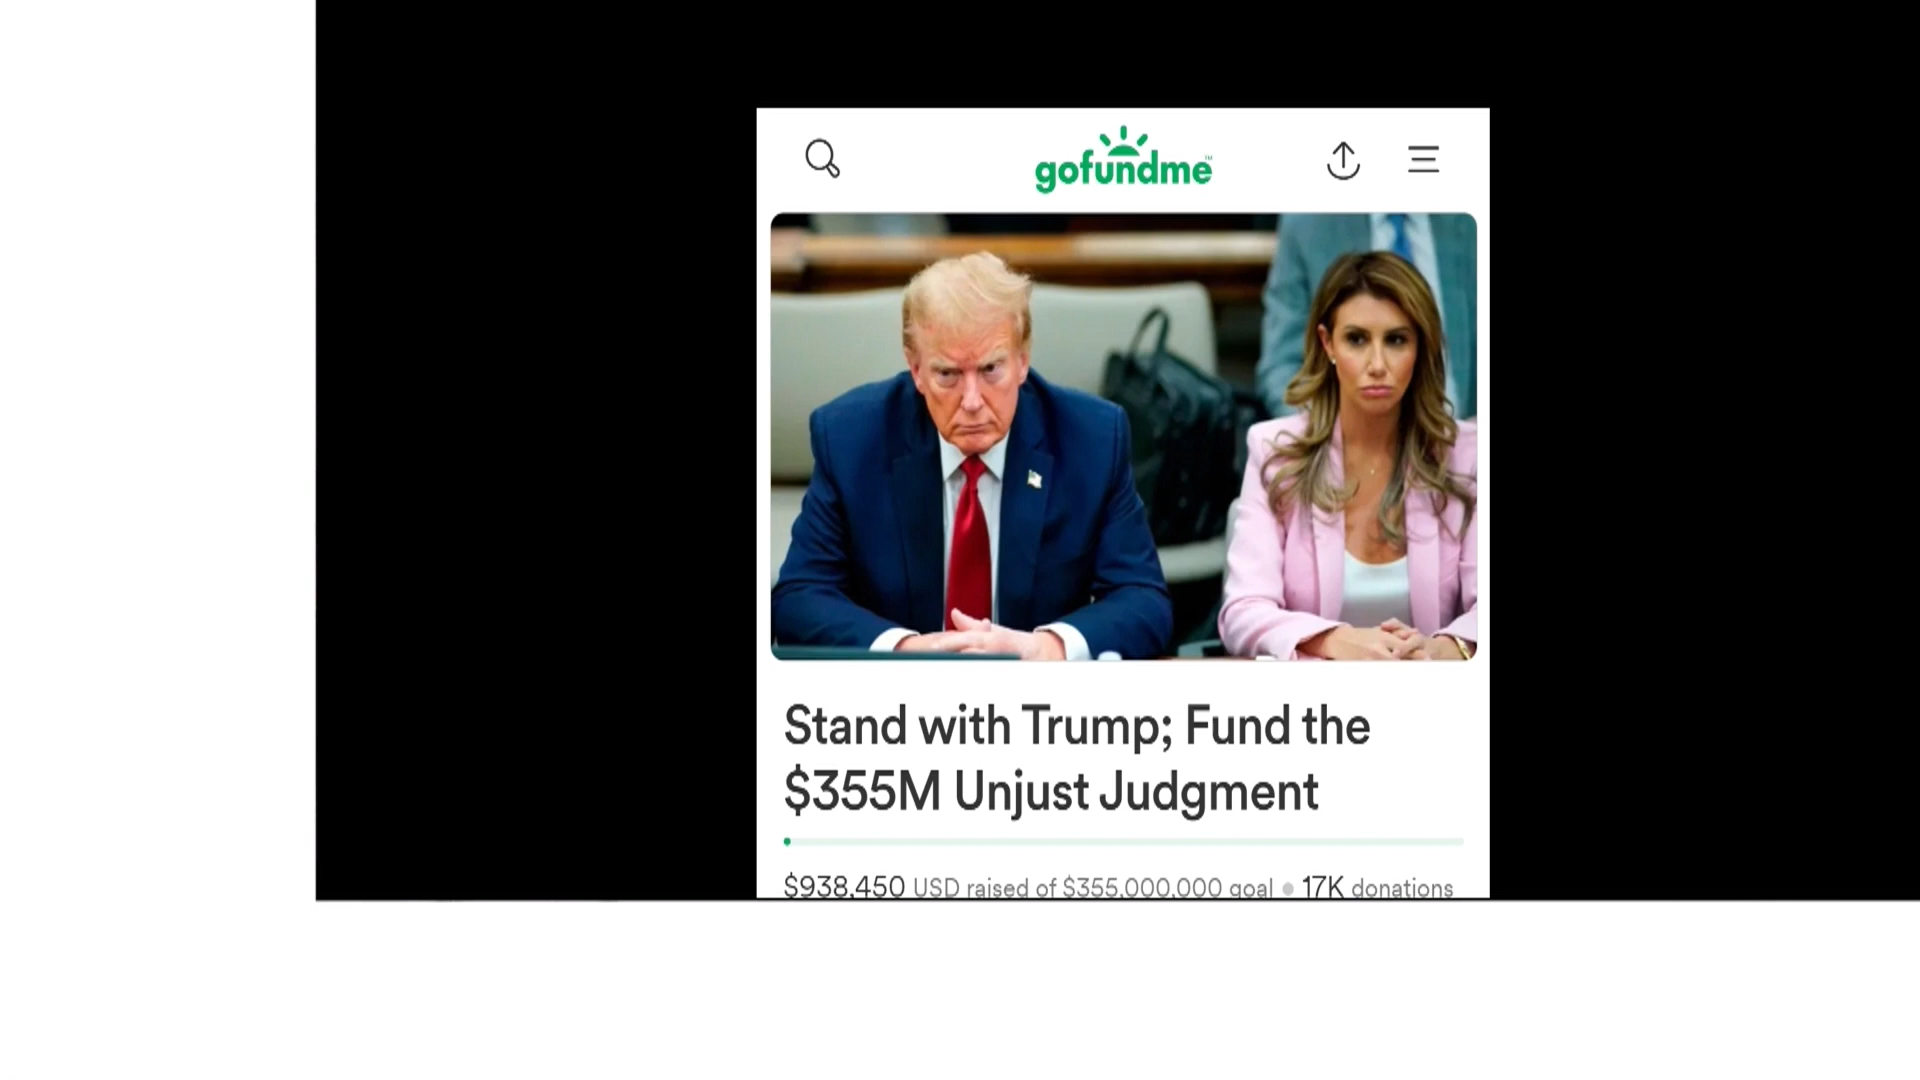 gofundme™
Stand with Trump; Fund the
$355M Unjust Judgment
$938,450 USD raised of $355,000,000 goal • 17K donations